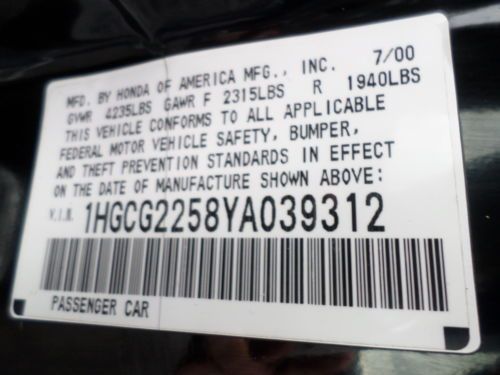 MFD. BY HONDA OF AMERICA MFG., INC. 7/00
GVWR 4235LBS GAWR F 2315LBS R 1940LBS
THIS VEHICLE CONFORMS TO ALL APPLICABLE
FEDERAL MOTOR VEHICLE SAFETY, BUMPER,
AND THEFT PREVENTION STANDARDS IN EFFECT
ON THE DATE OF MANUFACTURE SHOWN ABOVE:
V.I.N. 1HGCG2258YA039312
PASSENGER CAR